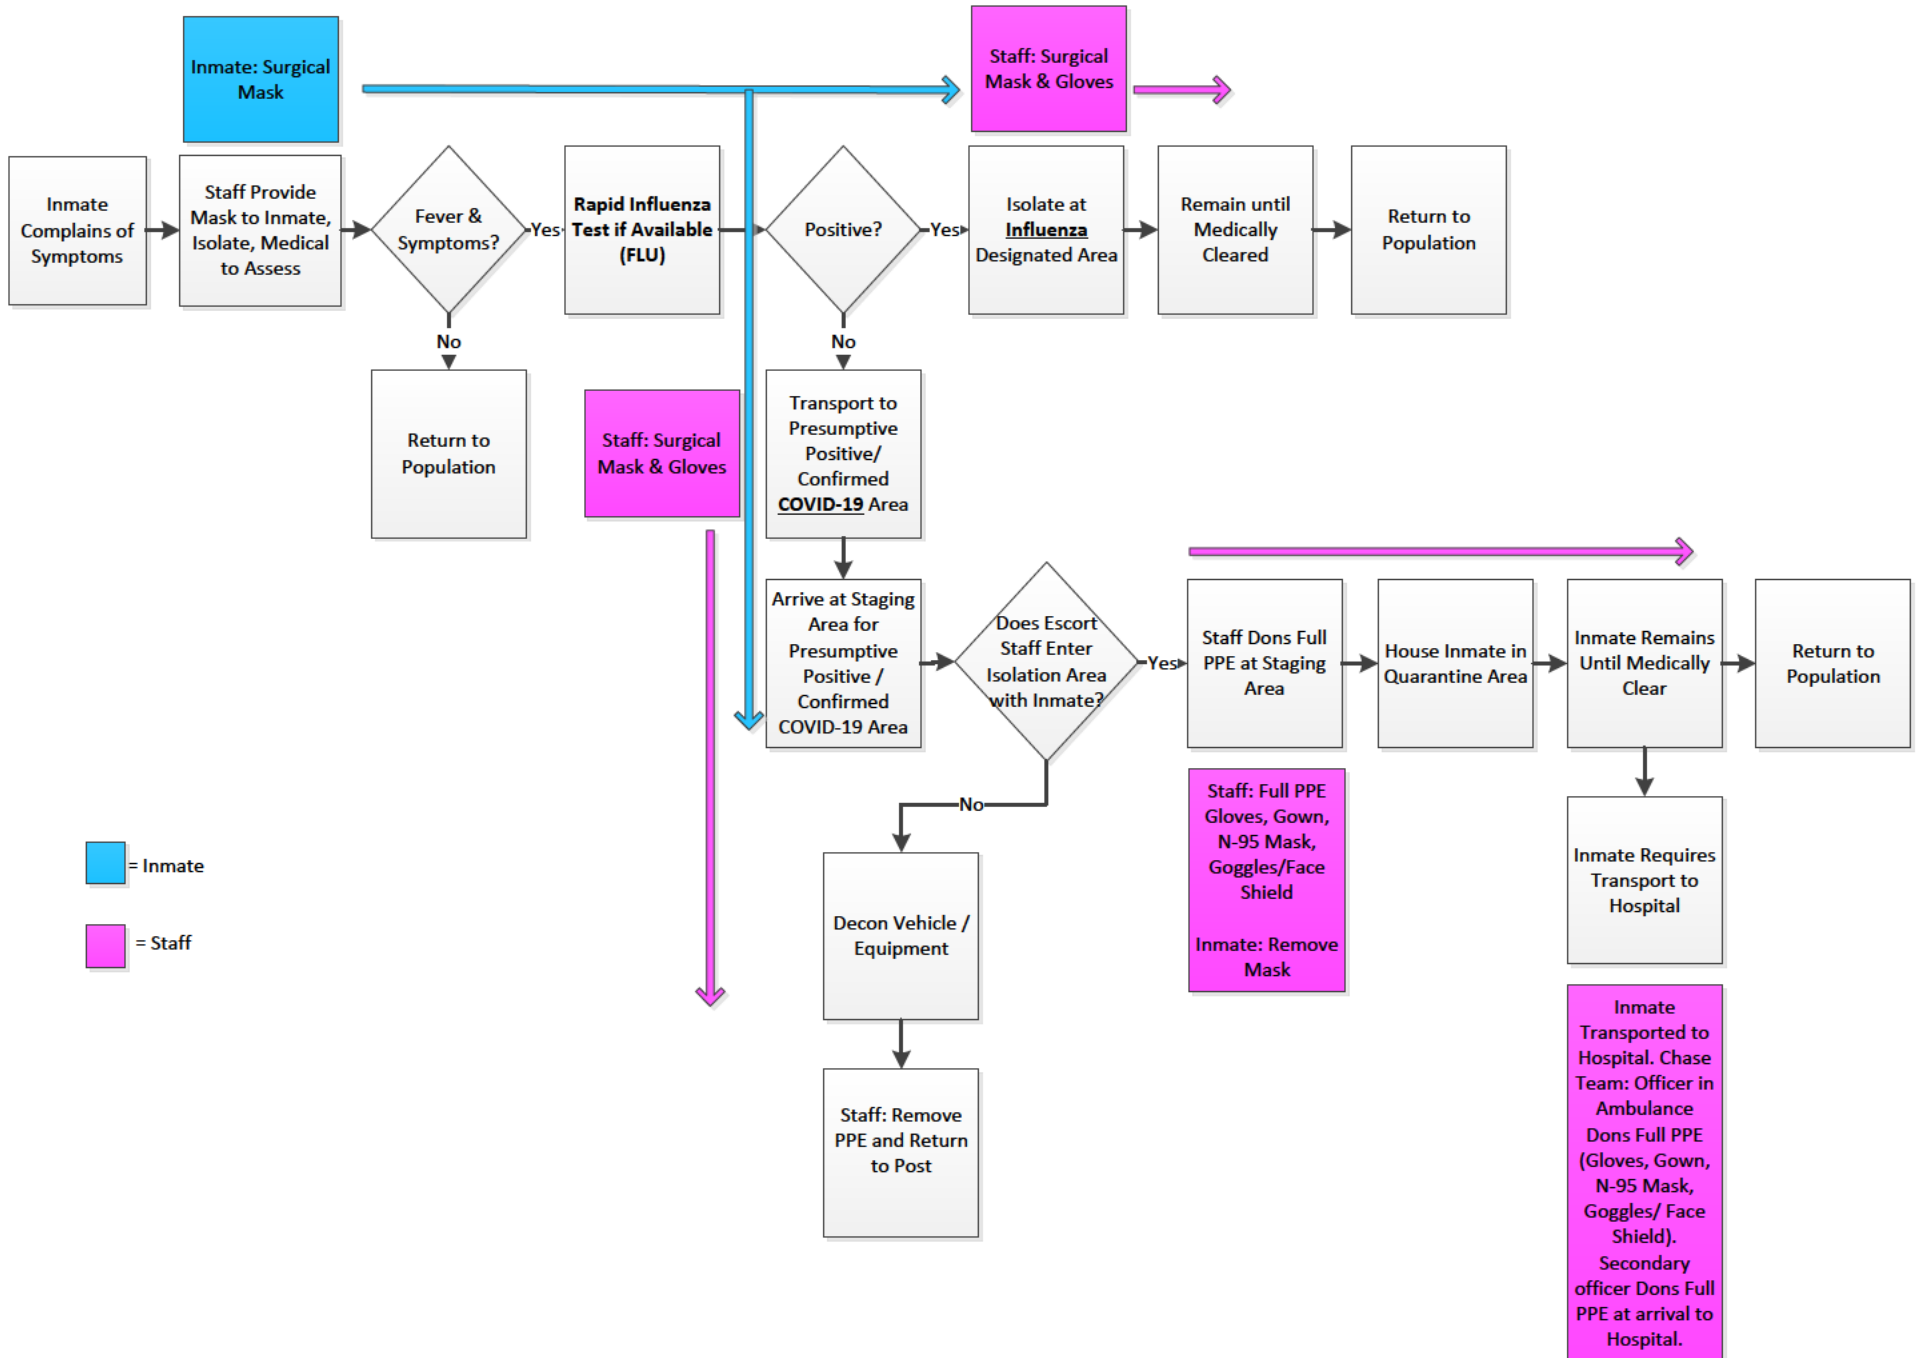 Inmate: Surgical
Mask
Staff: Surgical
Mask & Gloves
Inmate
Complains of
Symptoms
Staff Provide
Mask to Inmate,
Isolate, Medical
to Assess
Fever &
Symptoms?
Yes
Rapid Influenza
Test if Available
(FLU)
Positive?
Yes
Isolate at
Influenza
Designated Area
Remain until
Medically
Cleared
Return to
Population
No
No
Return to
Population
Staff: Surgical
Mask & Gloves
Transport to
Presumptive
Positive/
Confirmed
COVID-19 Area
Arrive at Staging
Area for
Presumptive
Positive /
Confirmed
COVID-19 Area
Does Escort
Staff Enter
Isolation Area
with Inmate?
Yes
Staff Dons Full
PPE at Staging
Area
House Inmate in
Quarantine Area
Inmate Remains
Until Medically
Clear
Return to
Population
No
Staff: Full PPE
Gloves, Gown,
N-95 Mask,
Goggles/Face
Shield
Inmate: Remove
Mask
Inmate Requires
Transport to
Hospital
= Inmate
= Staff
Decon Vehicle /
Equipment
Staff: Remove
PPE and Return
to Post
Inmate
Transported to
Hospital. Chase
Team: Officer in
Ambulance
Dons Full PPE
(Gloves, Gown,
N-95 Mask,
Goggles/ Face
Shield).
Secondary
officer Dons Full
PPE at arrival to
Hospital.